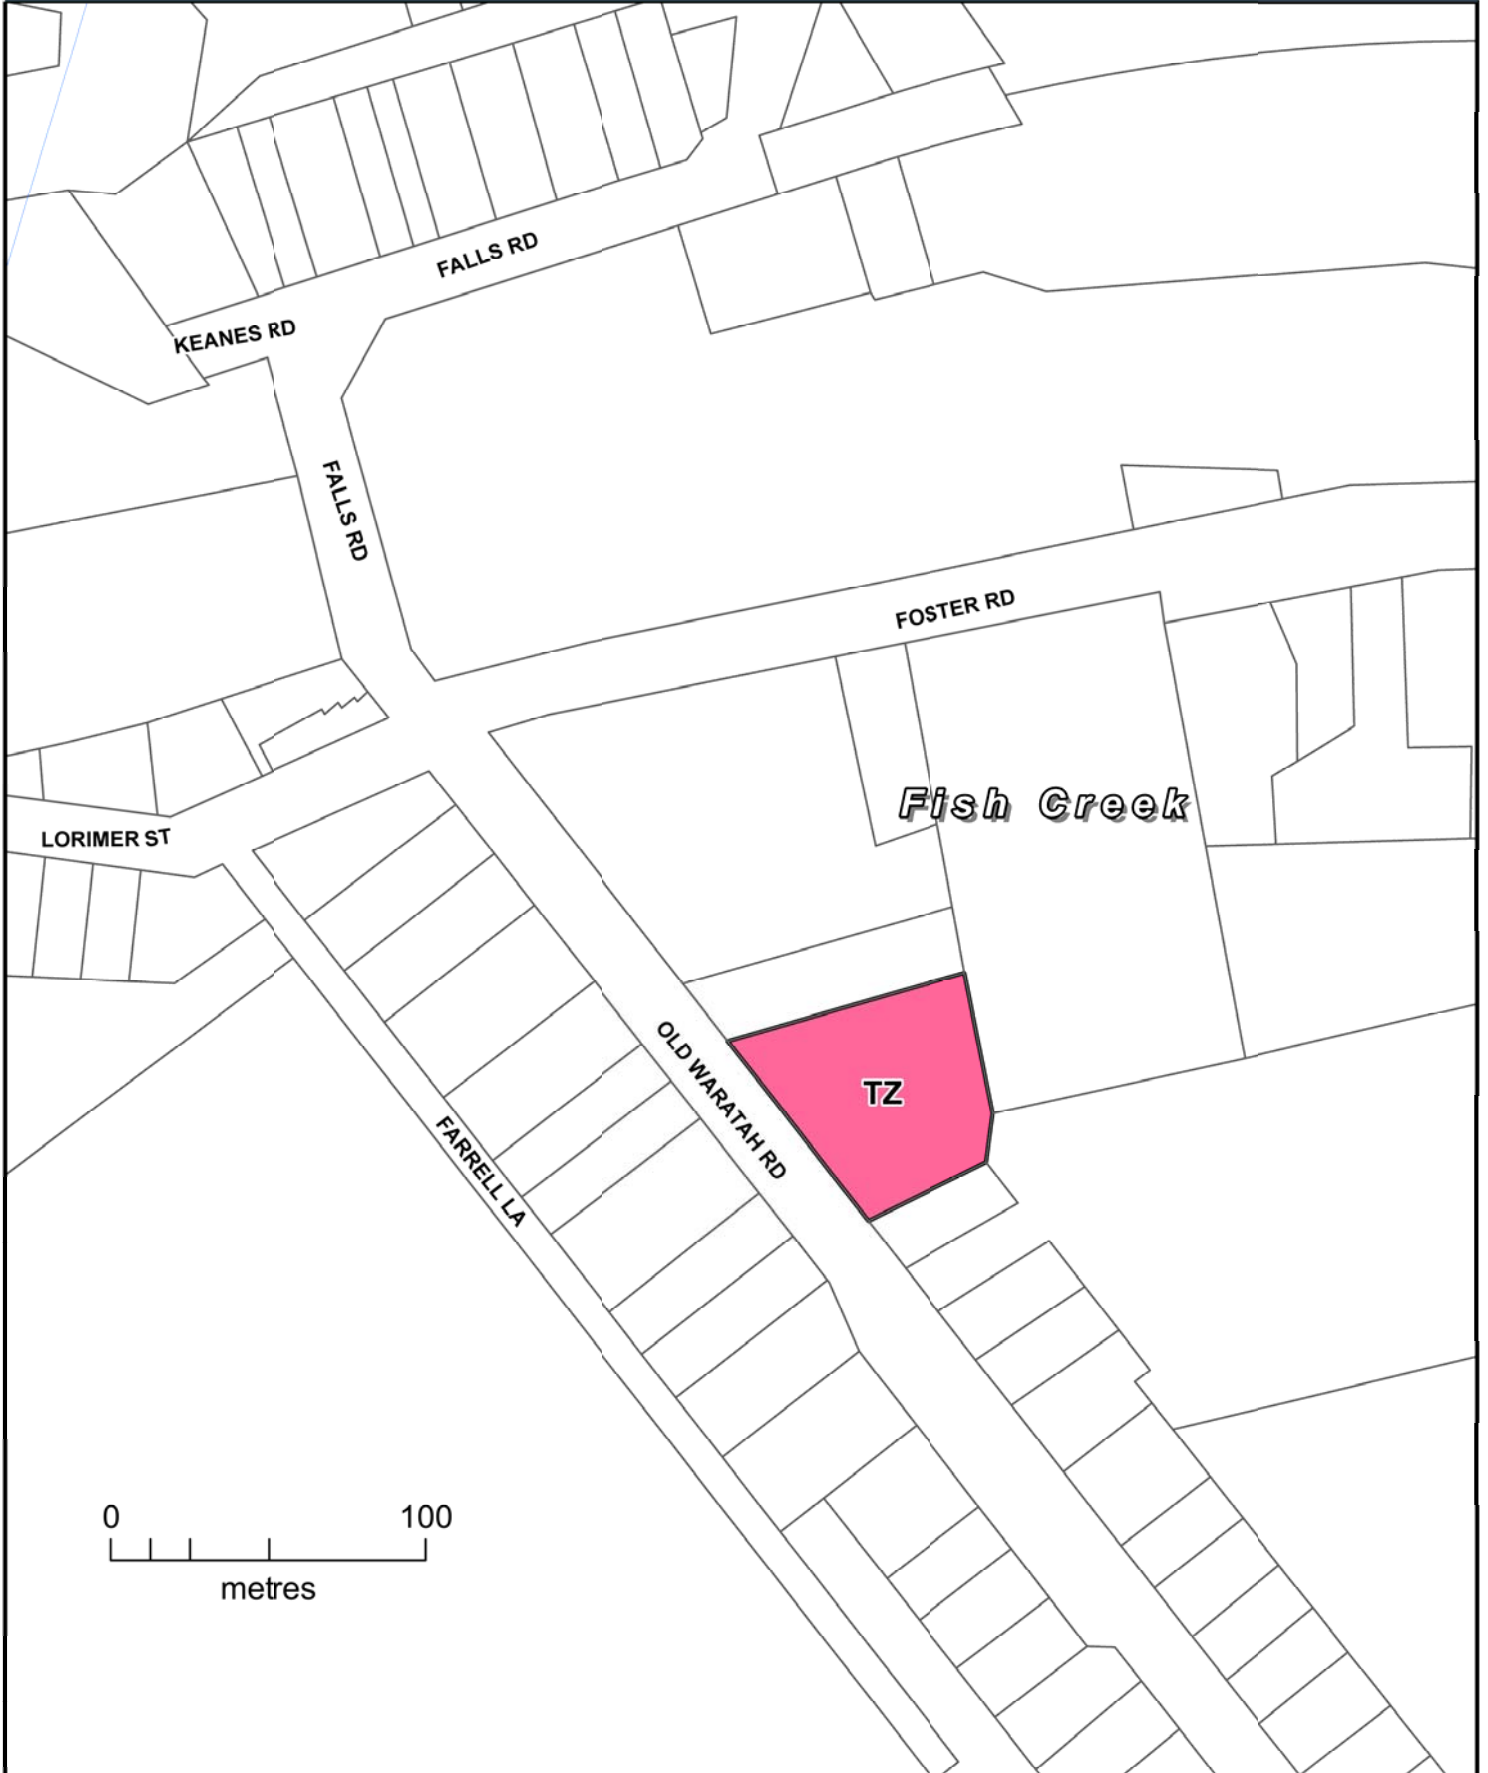 FALLS RD
KEANES RD
FALLS RD
FOSTER RD
Fish Creek
LORIMER ST
OLD WARATAH RD
TZ
FARRELL LA
0 100
metres